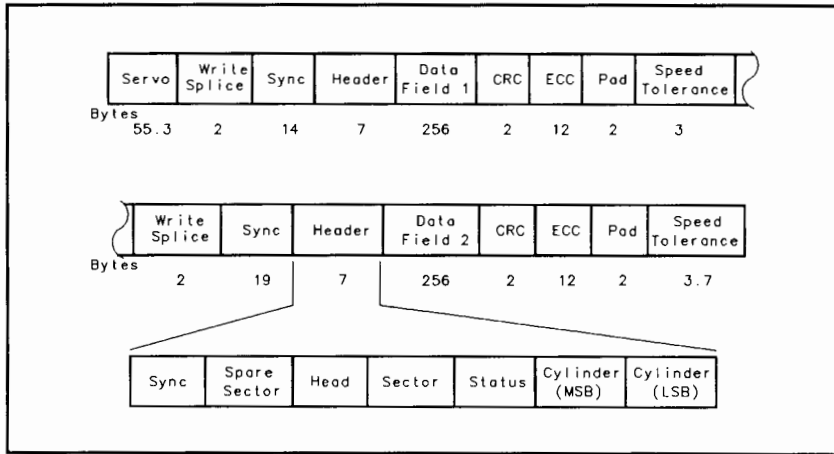 Servo Write Splice Sync Header Data Field 1 CRC ECC Pad Speed Tolerance
Bytes
55.3 2 14 7 256 2 12 2 3
Write Splice Sync Header Data Field 2 CRC ECC Pad Speed Tolerance
Bytes
2 19 7 256 2 12 2 3.7
Sync Spare Sector Head Sector Status Cylinder (MSB) Cylinder (LSB)